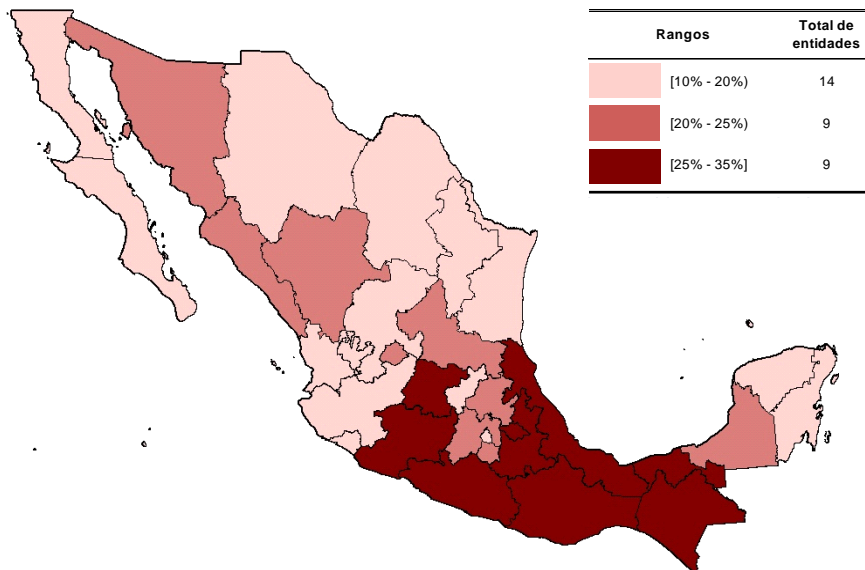 Rangos Total de
entidades
[10% - 20%) 14
[20% - 25%) 9
[25% - 35%] 9